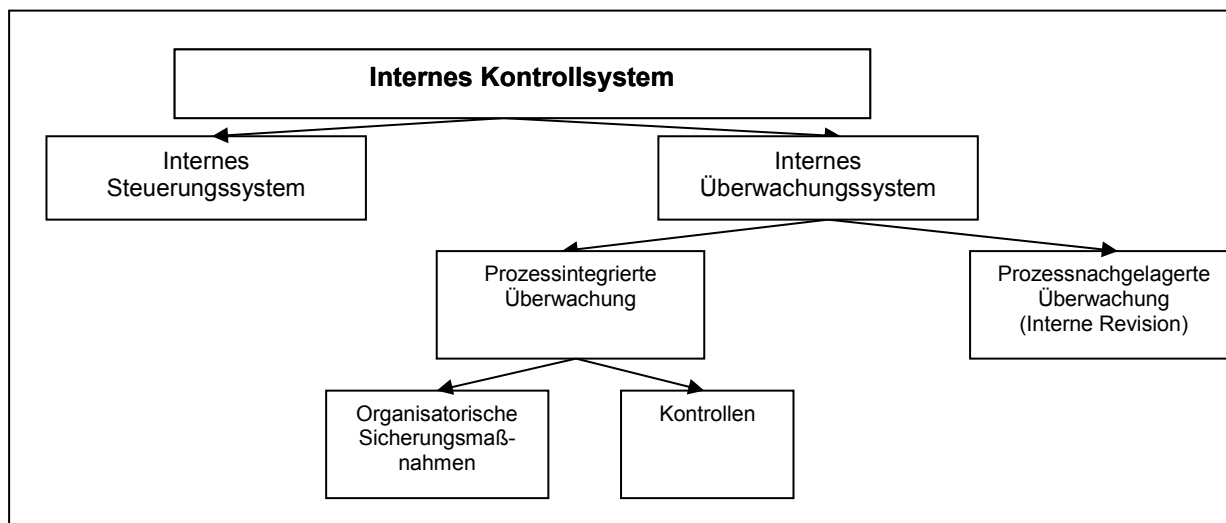 Internes Kontrollsystem
Internes
Steuerungssystem
Internes
Überwachungssystem
Prozessintegrierte
Überwachung
Prozessnachgelagerte
Überwachung
(Interne Revision)
Organisatorische
Sicherungsmaß-
nahmen
Kontrollen